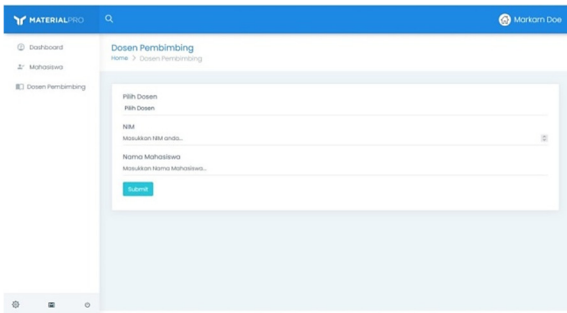 MATERIALPRO
Markarn Doe
Dashboard
Mahasiswa
Dosen Pembimbing
Dosen Pembimbing
Home > Dosen Pembimbing
Pilih Dosen
Pilih Dosen
NIM
Masukkan NIM anda...
Nama Mahasiswa
Masukkan Nama Mahasiswa...
Submit